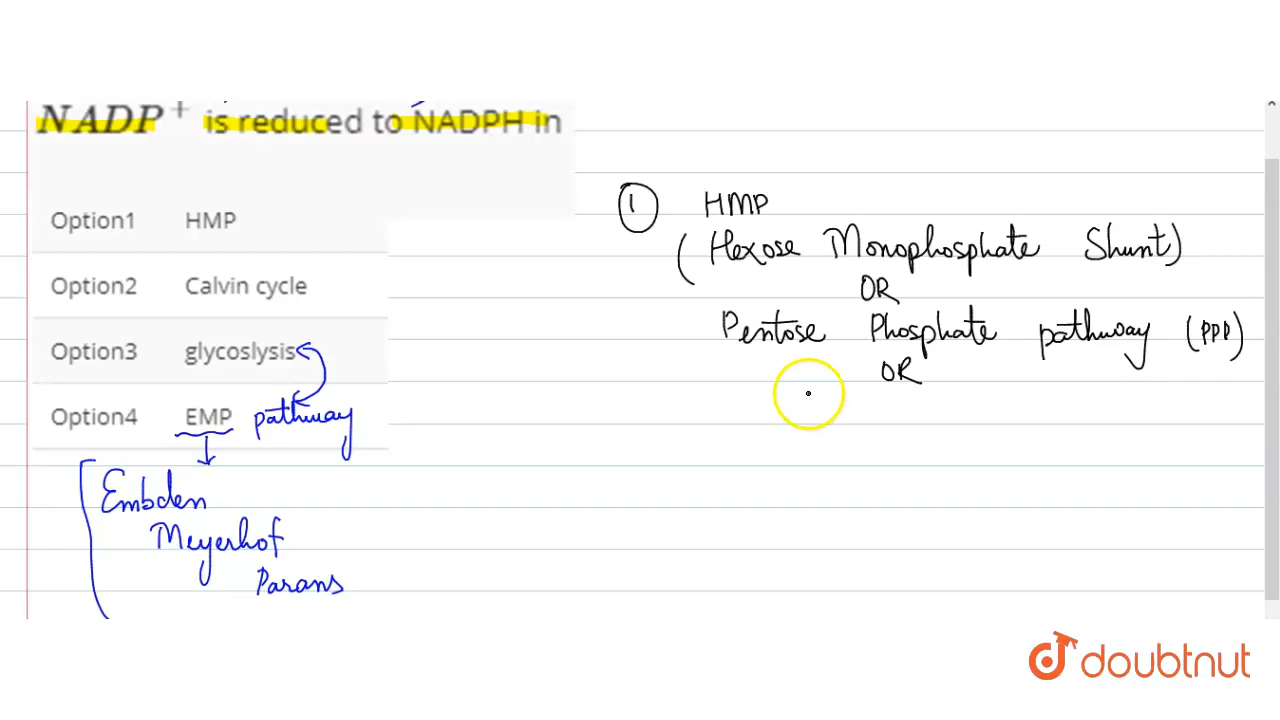 NADP+ is reduced to NADPH in
Option1 HMP
Option2 Calvin cycle
Option3 glycoslysis
Option4 EMP pathway
Embden
Meyerhof
Parans
1 HMP
(Hexose Monophosphate Shunt)
OR
Pentose Phosphate pathway (PPP)
OR
doubtnut